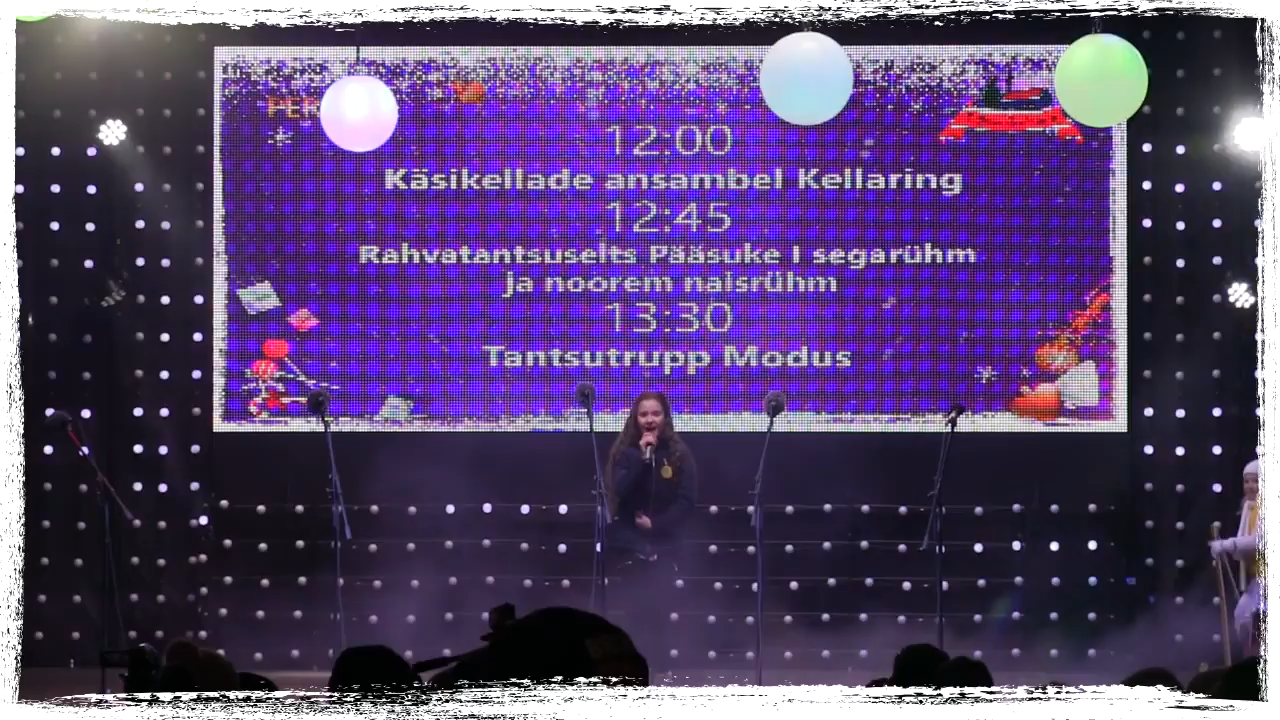 12:00
Käsikellade ansambel Kellaring
12:45
Rahvatantsuselts Pääsuke I segarühm
ja noorem naisrühm
13:30
Tantsutrupp Modus